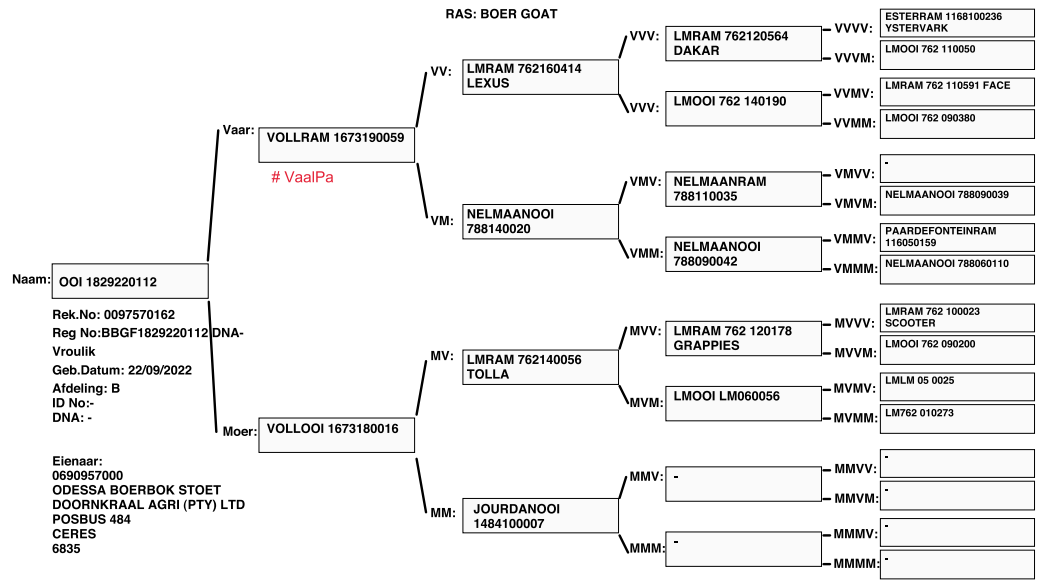 RAS: BOER GOAT
Naam:
OOI 1829220112
Rek.No: 0097570162
Reg No:BBGF1829220112 DNA-
Vroulik
Geb.Datum: 22/09/2022
Afdeling: B
ID No:-
DNA: -
Eienaar:
0690957000
ODESSA BOERBOK STOET
DOORNKRAAL AGRI (PTY) LTD
POSBUS 484
CERES
6835
Vaar:
VOLLRAM 1673190059
# VaalPa
Moer:
VOLLOOI 1673180016
VV:
LMRAM 762160414
LEXUS
VM:
NELMAANOOI
788140020
MV:
LMRAM 762140056
TOLLA
MM:
JOURDANOOI
1484100007
VVV:
LMRAM 762120564
DAKAR
VVV:
LMOOI 762 140190
VMV:
NELMAANRAM
788110035
VMM:
NELMAANOOI
788090042
MVV:
LMRAM 762 120178
GRAPPIES
MVM:
LMOOI LM060056
MMV:
-
MMM:
-
VVVV:
ESTERRAM 1168100236
YSTERVARK
VVVM:
LMOOI 762 110050
VVMV:
LMRAM 762 110591 FACE
VVMM:
LMOOI 762 090380
VMVV:
-
VMVM:
NELMAANOOI 788090039
VMMV:
PAARDEFONTEINRAM
116050159
VMMM:
NELMAANOOI 788060110
MVVV:
LMRAM 762 100023
SCOOTER
MVVM:
LMOOI 762 090200
MVMV:
LMLM 05 0025
MVMM:
LM762 010273
MMVV:
-
MMVM:
-
MMMV:
-
MMMM:
-